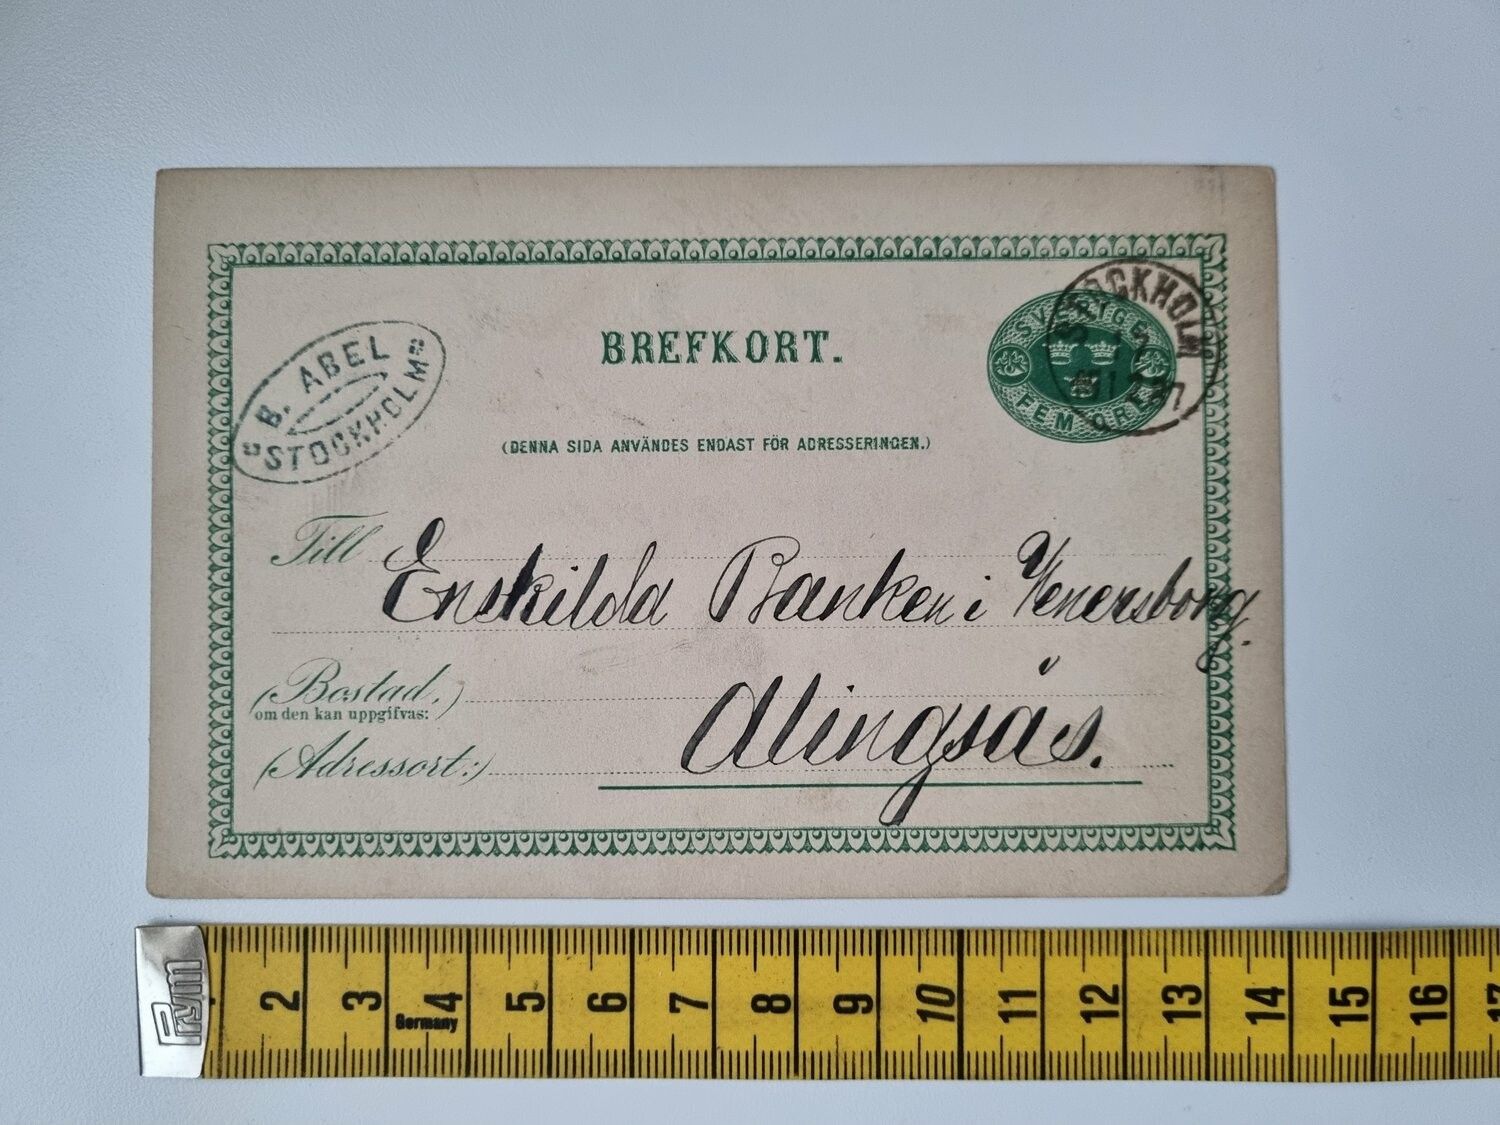 BREFKORT.
SVERIGE
FEM ÖRE
STOCKHOLM
B. ABEL
STOCKHOLM
(DENNA SIDA ANVÄNDES ENDAST FÖR ADRESSERINGEN.)
Till Enskilda Banken i Wenersborg.
(Bostad,)
om den kan uppgifvas:
Alingsås.
(Adressort:)
Prym
2 3 4 5 6 7 8 9 10 11 12 13 14 15 16 17
Germany